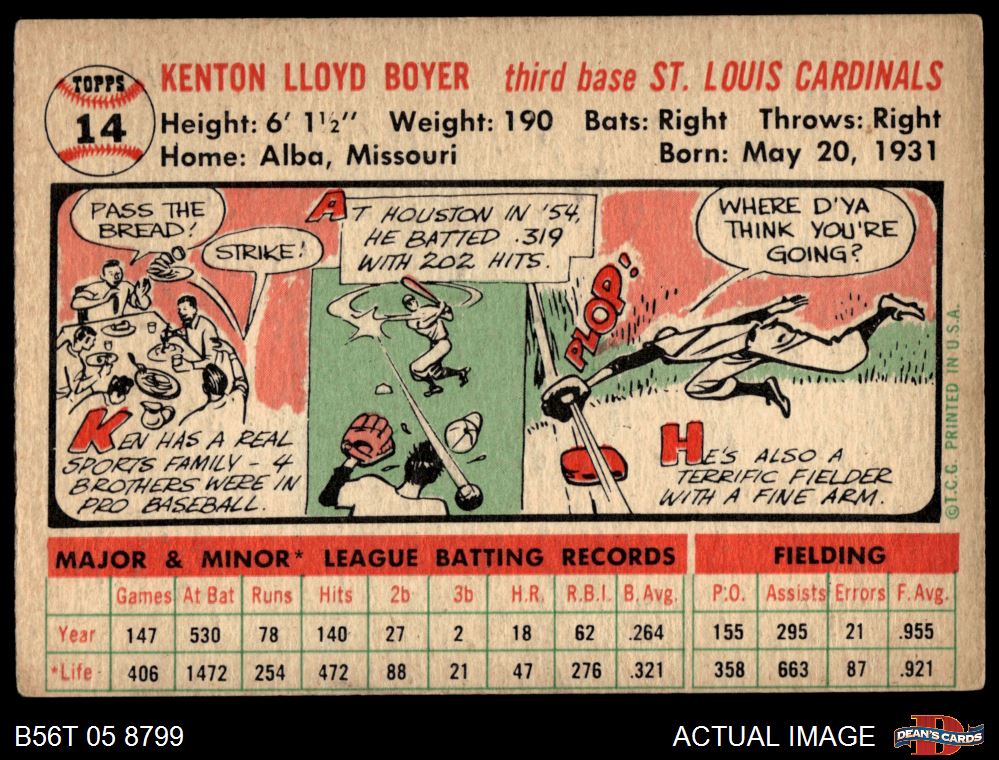 TOPPS
14
KENTON LLOYD BOYER third base ST. LOUIS CARDINALS
Height: 6' 1½" Weight: 190 Bats: Right Throws: Right
Home: Alba, Missouri Born: May 20, 1931
PASS THE
BREAD!
STRIKE!
KEN HAS A REAL
SPORTS FAMILY - 4
BROTHERS WERE IN
PRO BASEBALL.
AT HOUSTON IN '54,
HE BATTED .319
WITH 202 HITS.
WHERE D'YA
THINK YOU'RE
GOING?
PLOP!
HE'S ALSO A
TERRIFIC FIELDER
WITH A FINE ARM.
©T.C.G. PRINTED IN U.S.A.
MAJOR & MINOR* LEAGUE BATTING RECORDS FIELDING
Games At Bat Runs Hits 2b 3b H.R. R.B.I. B. Avg. P.O. Assists Errors F. Avg.
Year 147 530 78 140 27 2 18 62 .264 155 295 21 .955
*Life 406 1472 254 472 88 21 47 276 .321 358 663 87 .921
B56T 05 8799 ACTUAL IMAGE DEAN'S CARDS